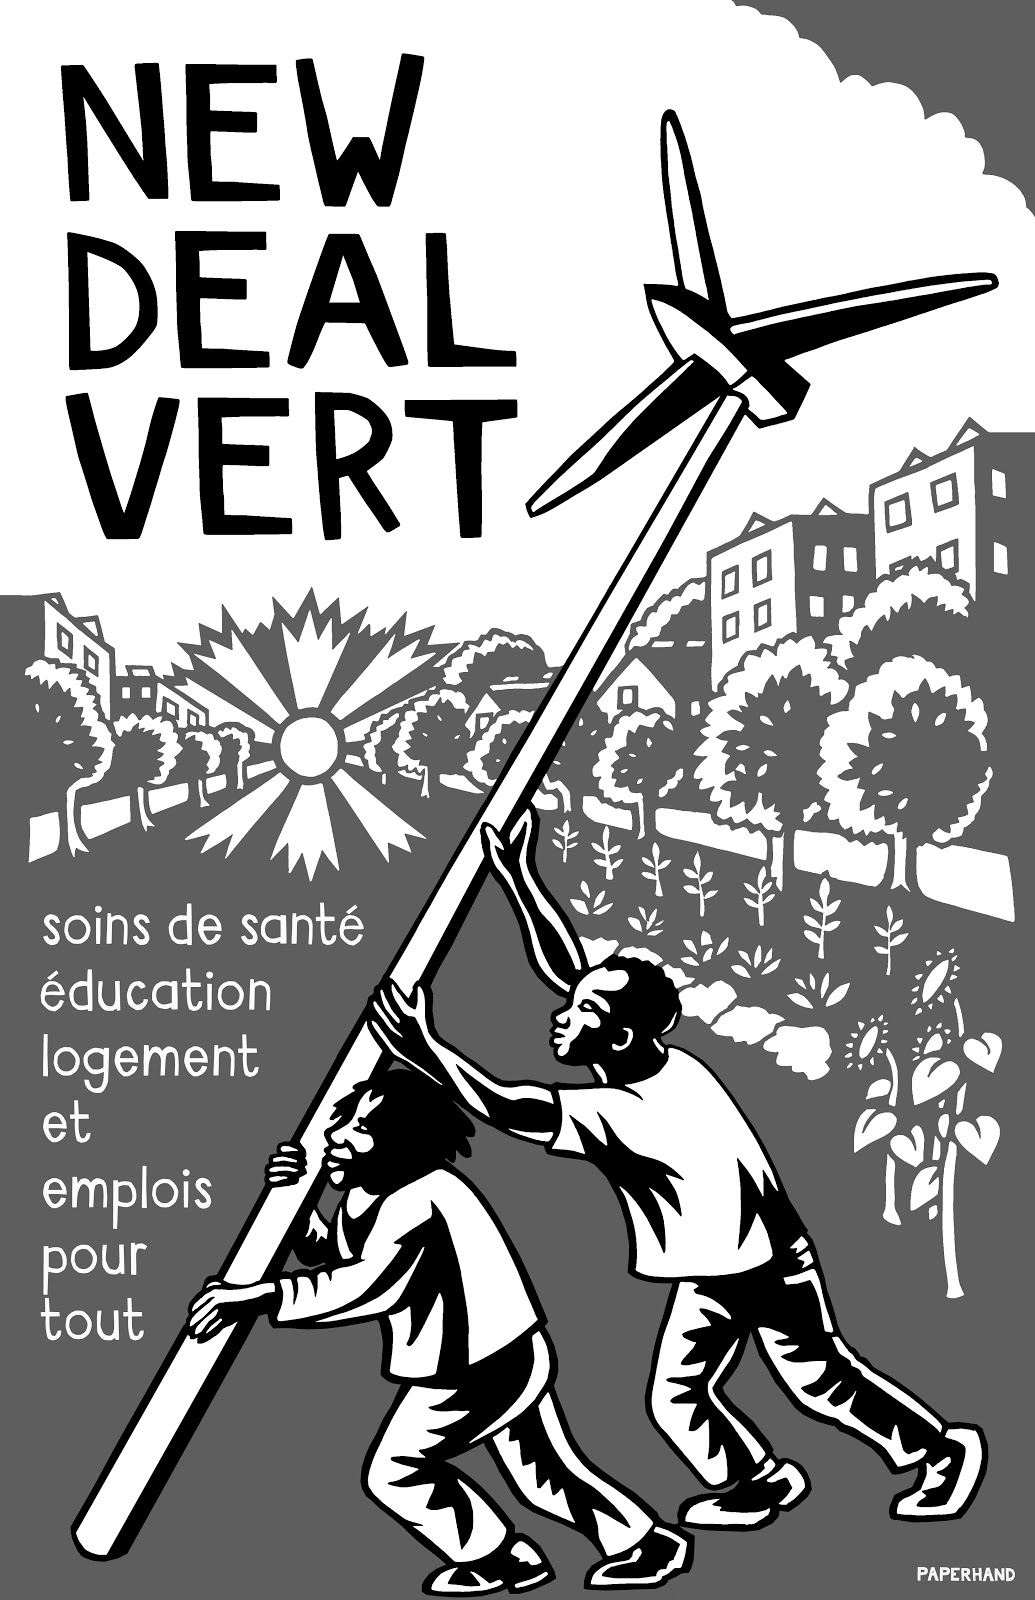 NEW
DEAL
VERT
soins de santé
éducation
logement
et
emplois
pour
tout
PAPERHAND